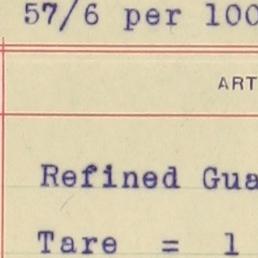 57/6 per 100
ART
Refined Gua
Tare = 1